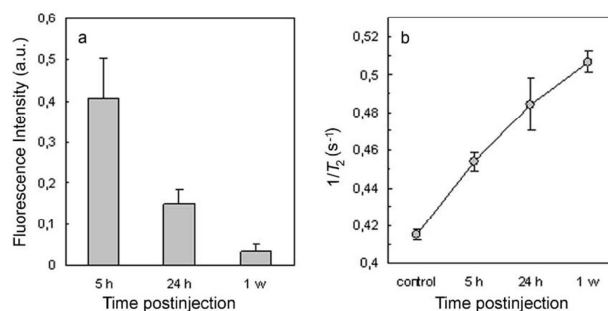 a
Fluorescence Intensity (a.u.)
0,6
0,5
0,4
0,3
0,2
0,1
0
5 h 24 h 1 w
Time postinjection
b
1/T₂ (s⁻¹)
0,52
0,5
0,48
0,46
0,44
0,42
0,4
control 5 h 24 h 1 w
Time postinjection